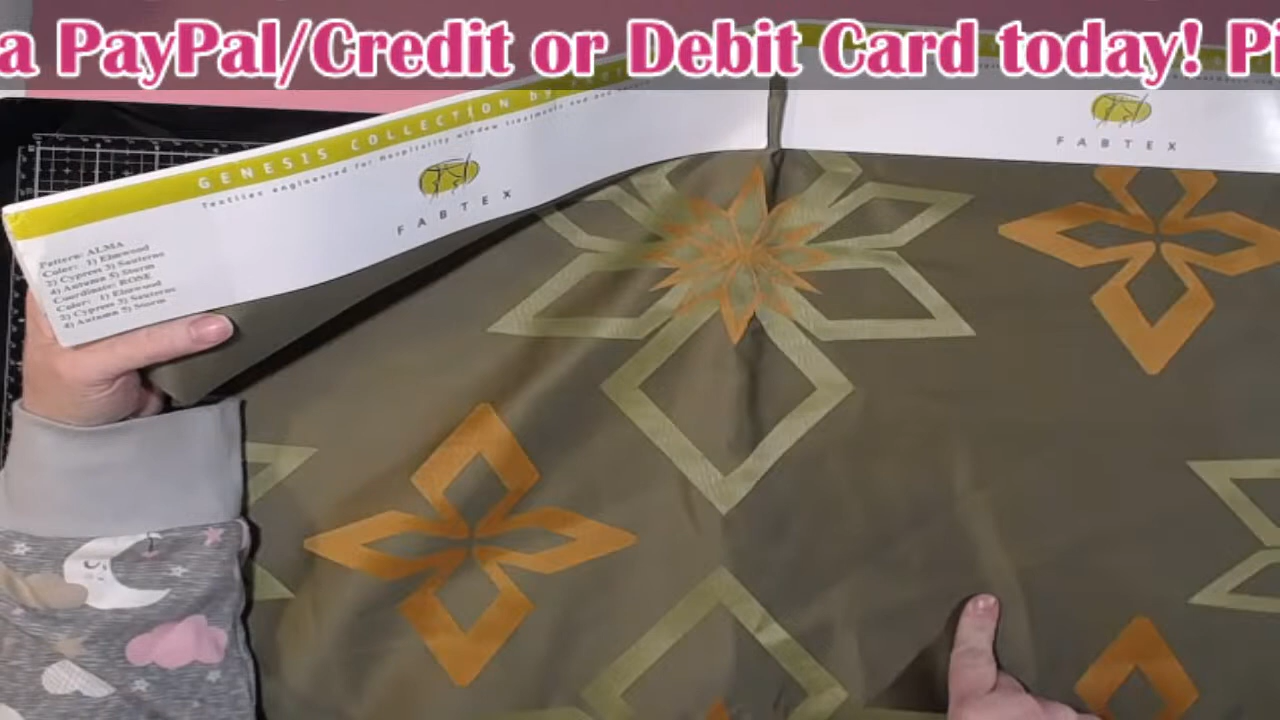 a PayPal/Credit or Debit Card today! Pi
GENESIS COLLECTION by
Textiles engineered for hospitality window treatments and bed
FABTEX
FABTEX
Pattern: ALMA
Color: 1) Elmwood
2) Cypress 3) Sauterne
4) Autumn 5) Storm
Coordinate: ROSE
Color: 1) Elmwood
2) Cypress 3) Sauterne
4) Autumn 5) Storm